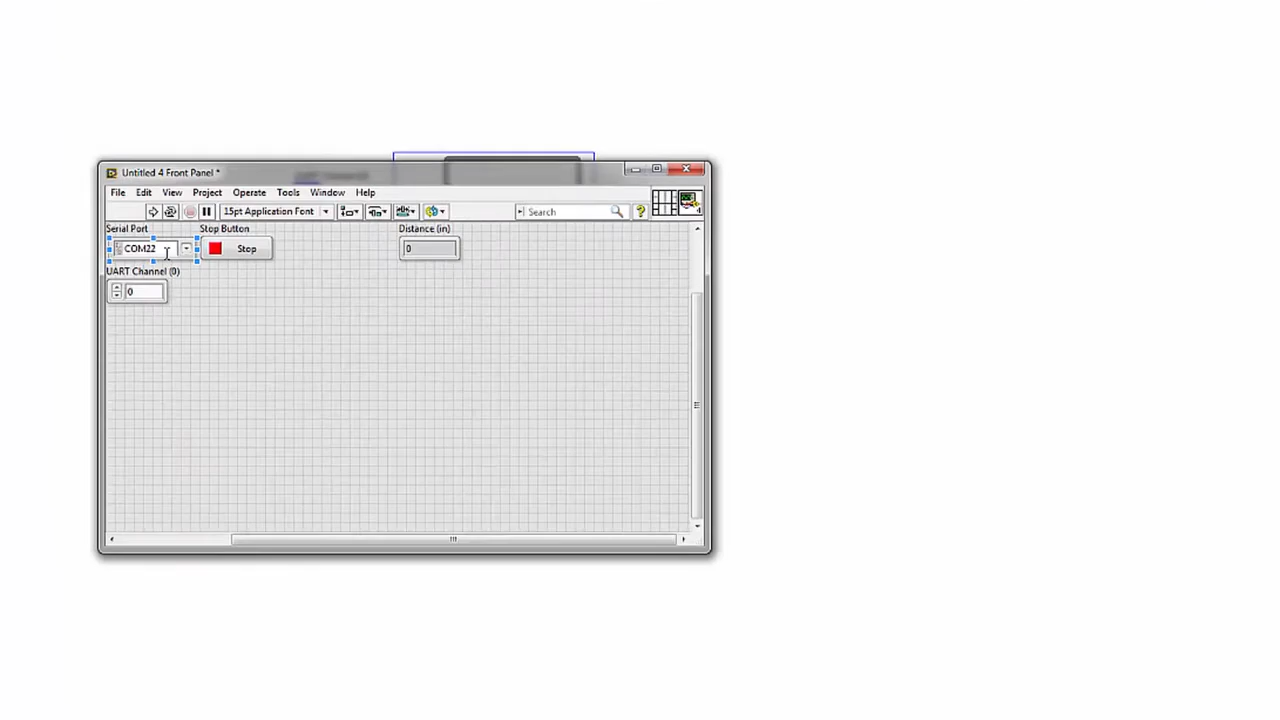 Untitled 4 Front Panel *
File Edit View Project Operate Tools Window Help
15pt Application Font Search ? 4
Serial Port Stop Button Distance (in)
COM22 Stop 0
UART Channel (0)
0